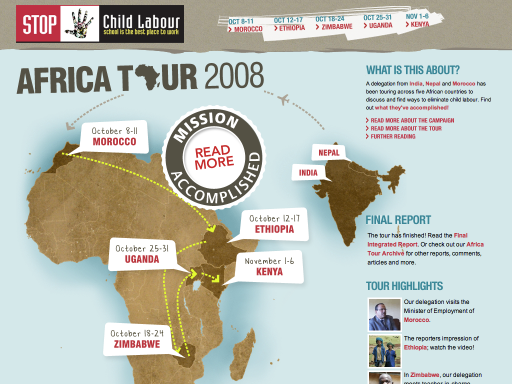 STOP
Child Labour
school is the best place to work
OCT 8-11
MOROCCO
OCT 12-17
ETHIOPIA
OCT 18-24
ZIMBABWE
OCT 25-31
UGANDA
NOV 1-6
KENYA
AFRICA TOUR 2008
October 8-11
MOROCCO
MISSION
READ
MORE
ACCOMPLISHED
October 12-17
ETHIOPIA
October 25-31
UGANDA
November 1-6
KENYA
October 18-24
ZIMBABWE
NEPAL
INDIA
WHAT IS THIS ABOUT?
A delegation from India, Nepal and Morocco has
been touring across five African countries to
discuss and find ways to eliminate child labour. Find
out what they've accomplished!
READ MORE ABOUT THE CAMPAIGN
READ MORE ABOUT THE TOUR
FURTHER READING
FINAL REPORT
The tour has finished! Read the Final
Integrated Report. Or check out our Africa
Tour Archive for other reports, comments,
articles and more.
TOUR HIGHLIGHTS
Our delegation visits the
Minister of Employment of
Morocco.
The reporters impression of
Ethiopia; watch the video!
In Zimbabwe, our delegation
meets teacher-in-charge